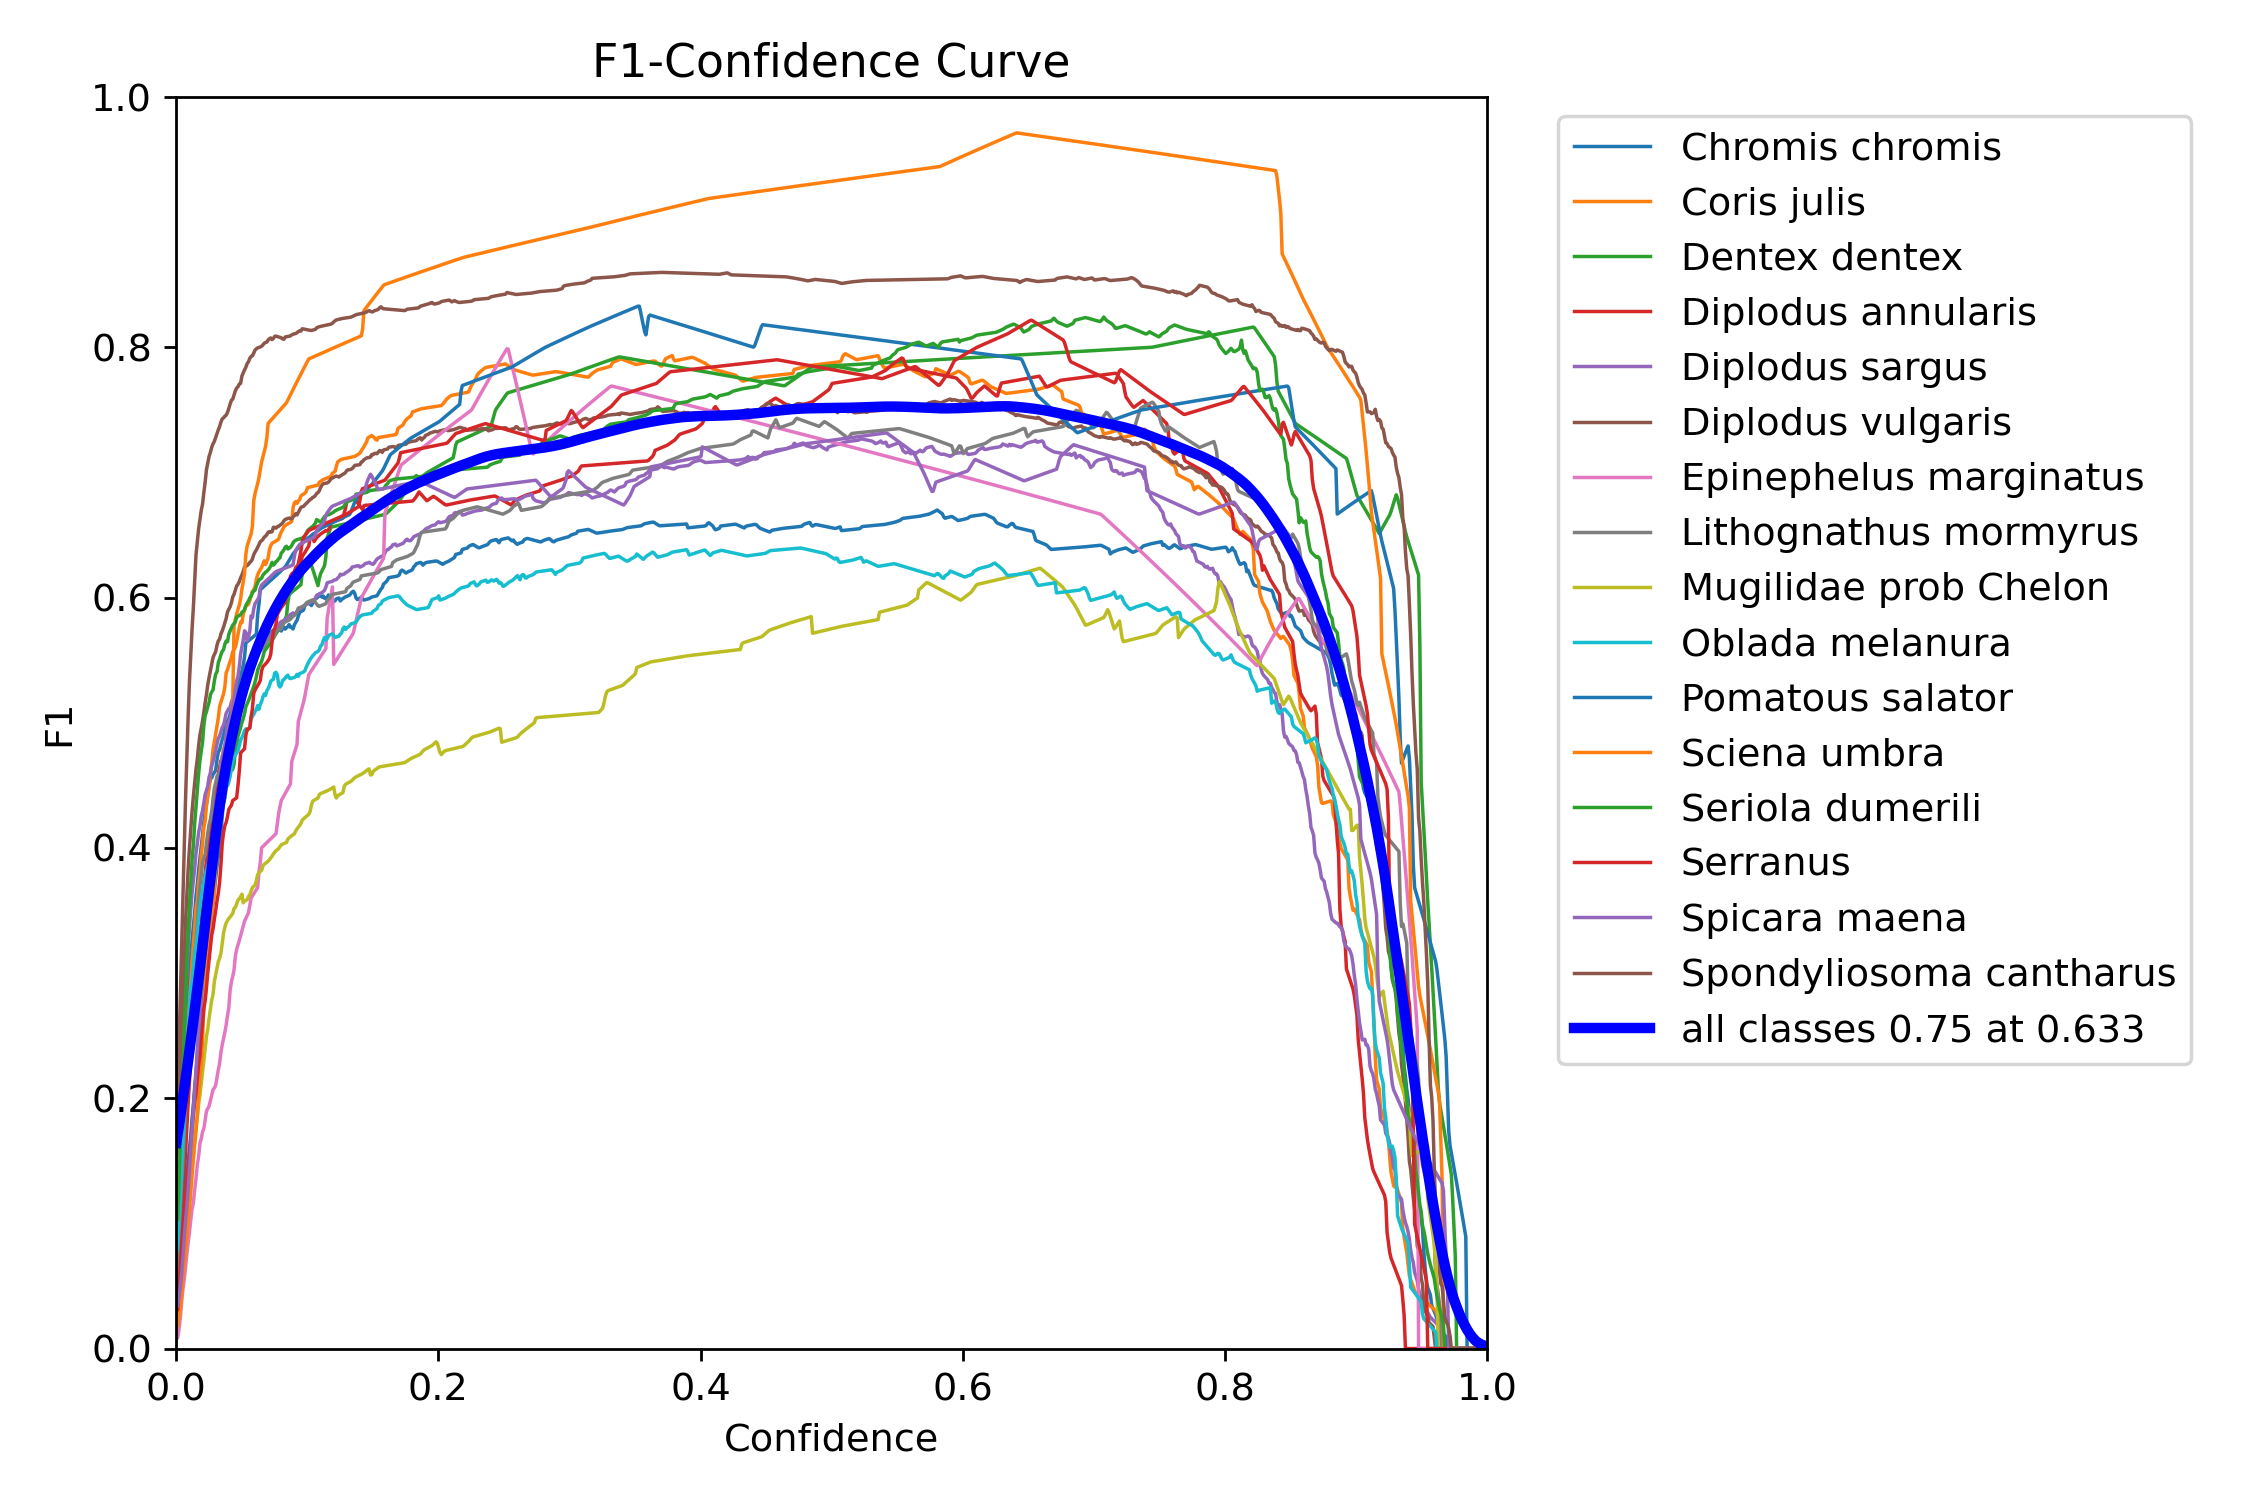 F1-Confidence Curve
1.0
0.8
0.6
0.4
0.2
0.0
F1
0.0 0.2 0.4 0.6 0.8 1.0
Confidence
Chromis chromis
Coris julis
Dentex dentex
Diplodus annularis
Diplodus sargus
Diplodus vulgaris
Epinephelus marginatus
Lithognathus mormyrus
Mugilidae prob Chelon
Oblada melanura
Pomatous salator
Sciena umbra
Seriola dumerili
Serranus
Spicara maena
Spondyliosoma cantharus
all classes 0.75 at 0.633